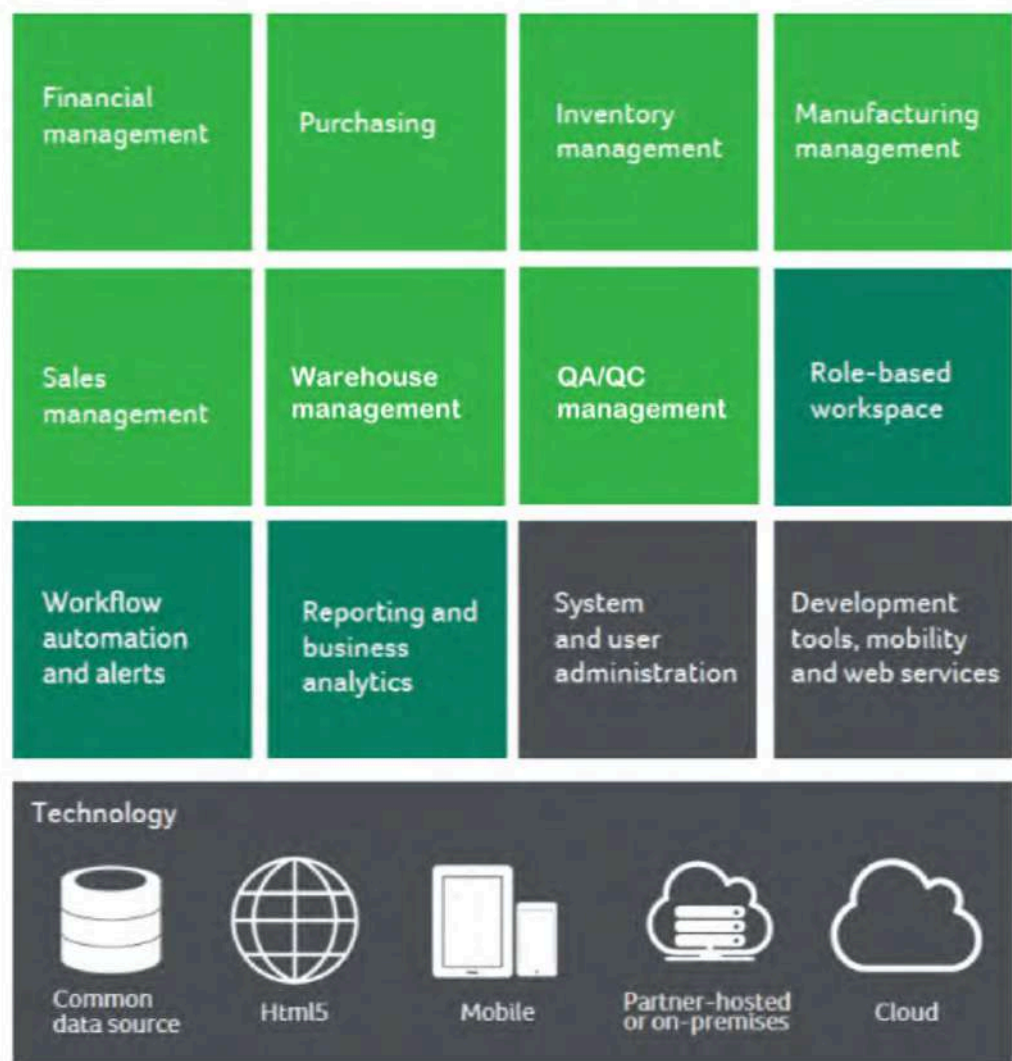 Financial
management
Purchasing
Inventory
management
Manufacturing
management
Sales
management
Warehouse
management
QA/QC
management
Role-based
workspace
Workflow
automation
and alerts
Reporting and
business
analytics
System
and user
administration
Development
tools, mobility
and web services
Technology
Common
data source
Html5
Mobile
Partner-hosted
or on-premises
Cloud